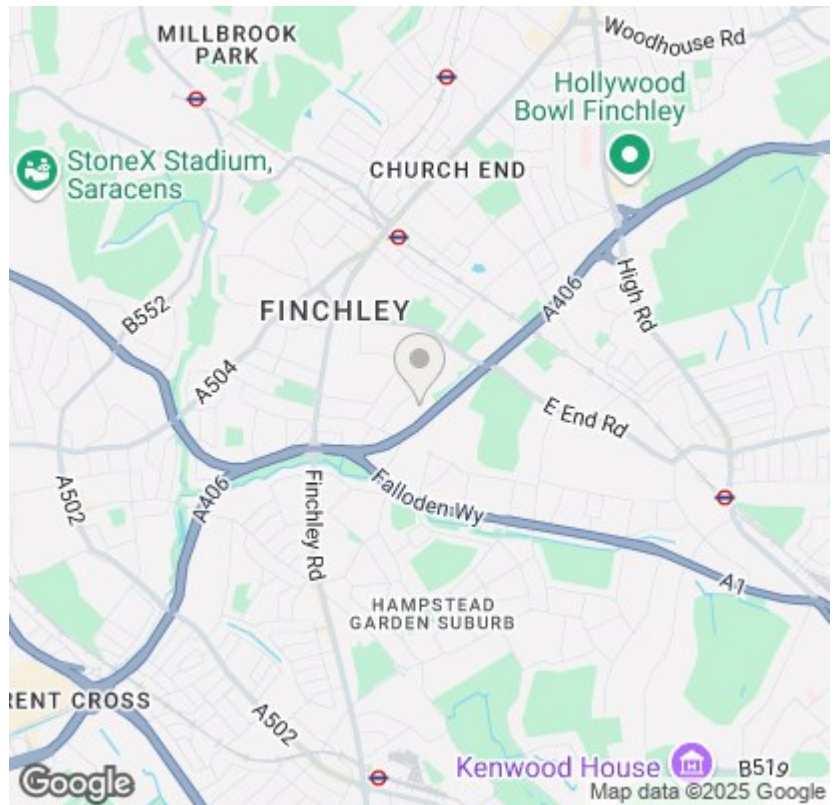 MILLBROOK
PARK
Woodhouse Rd
Hollywood
Bowl Finchley
StoneX Stadium,
Saracens
CHURCH END
B552
FINCHLEY
A406
High Rd
A504
E End Rd
A502
A406
Finchley Rd
Falloden Wy
A1
HAMPSTEAD
GARDEN SUBURB
RENT CROSS
A502
Kenwood House
B519
Google
Map data ©2025 Google